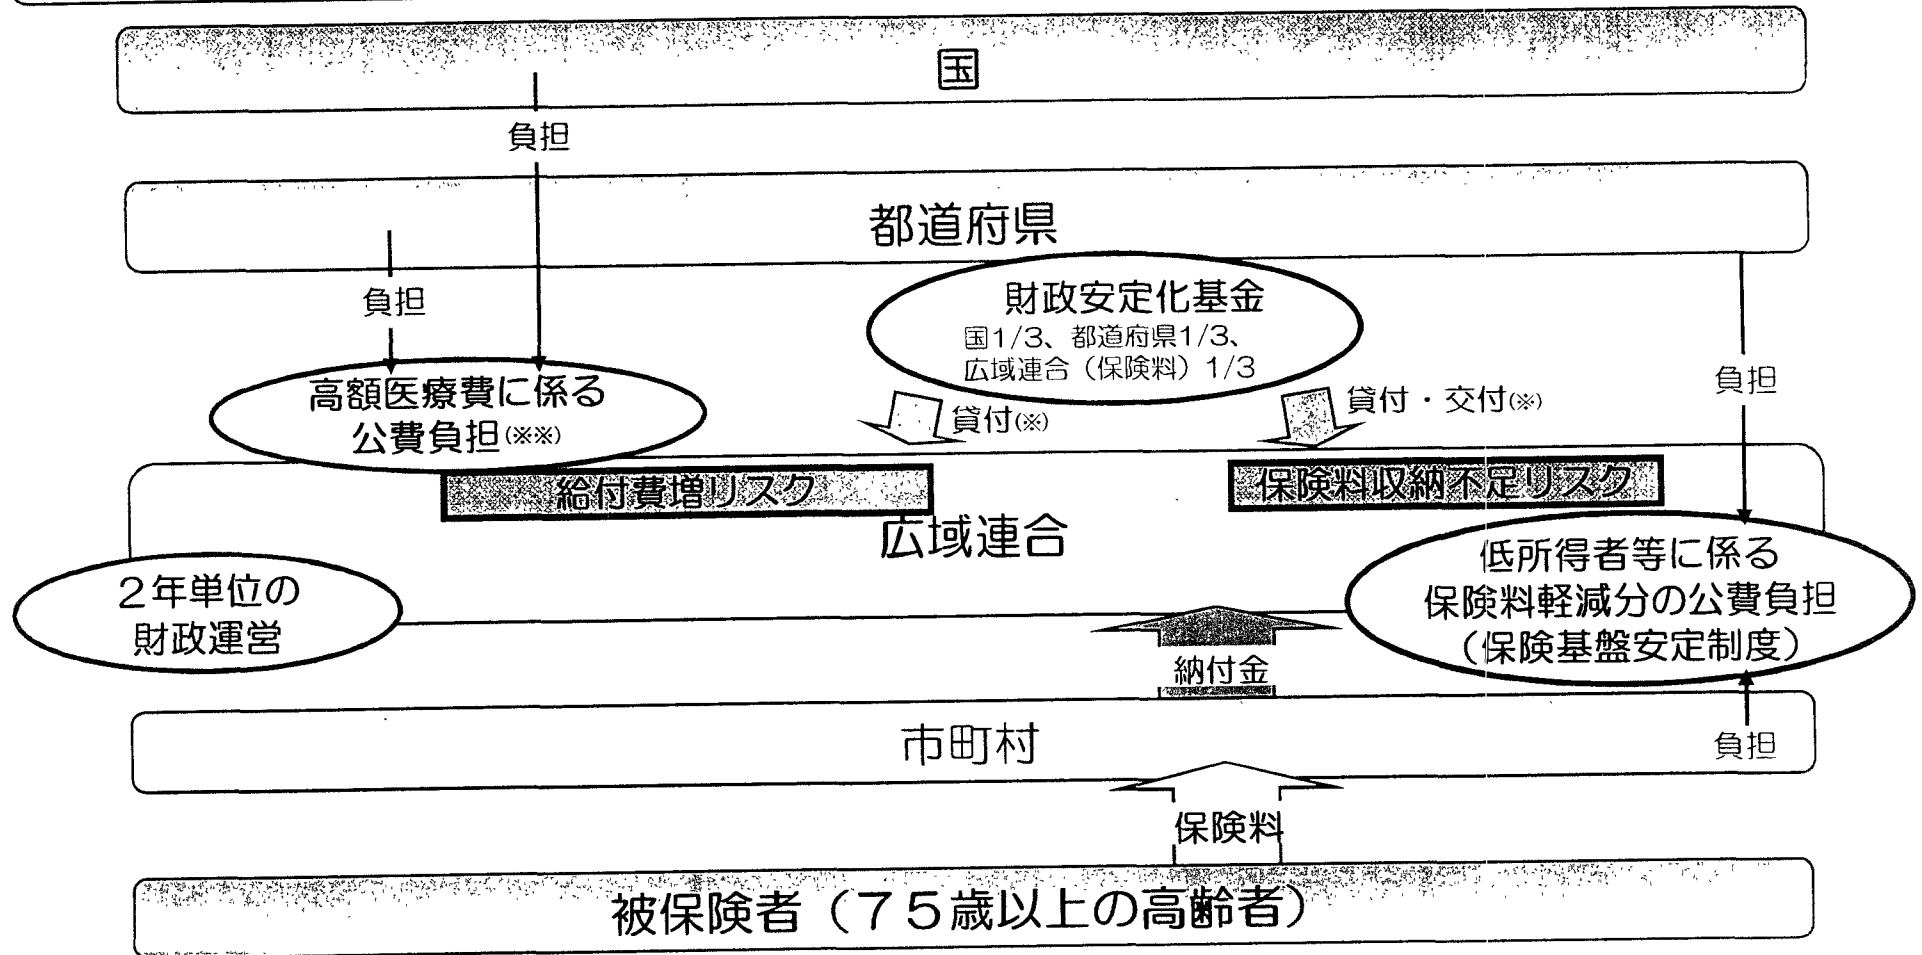 国
負担
都道府県
負担
財政安定化基金
国1/3、都道府県1/3、
広域連合（保険料）1/3
負担
高額医療費に係る
公費負担(※※)
貸付(※)
貸付・交付(※)
給付費増リスク
保険料収納不足リスク
広域連合
2年単位の
財政運営
低所得者等に係る
保険料軽減分の公費負担
（保険基盤安定制度）
納付金
市町村
負担
保険料
被保険者（７５歳以上の高齢者）